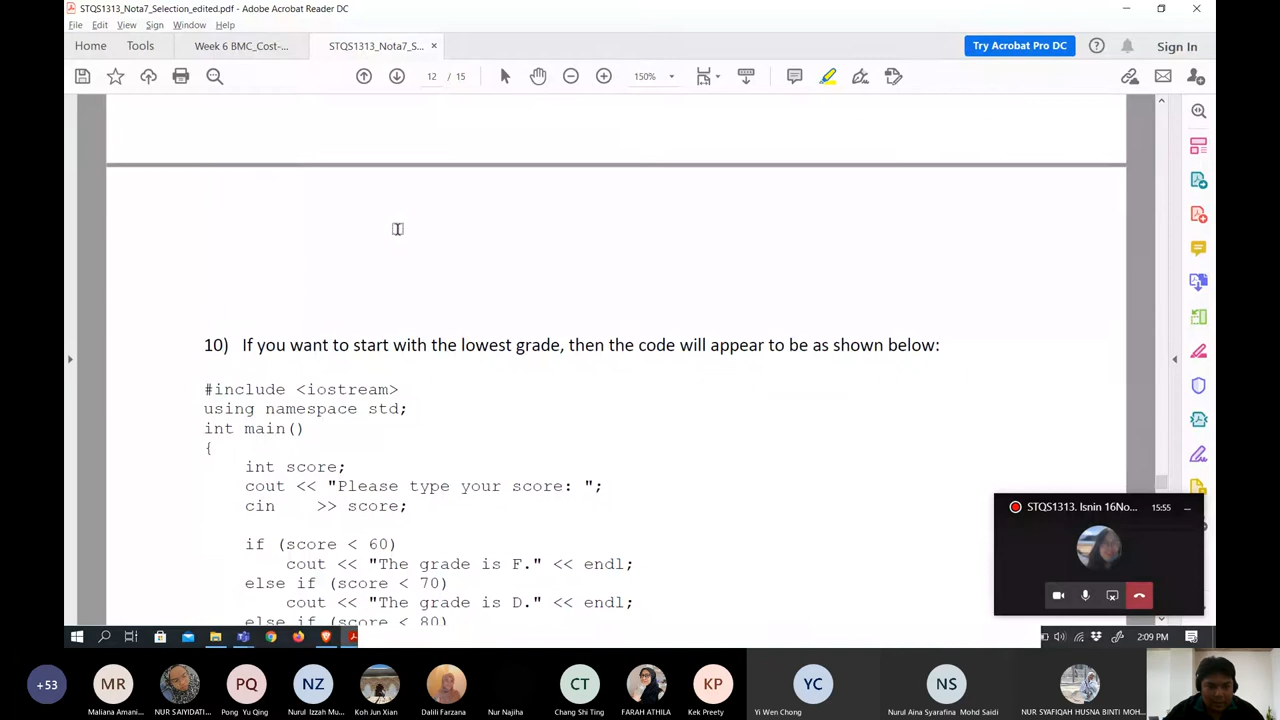 STQS1313_Nota7_Selection_edited.pdf - Adobe Acrobat Reader DC
File Edit View Sign Window Help
Home Tools Week 6 BMC_Cost-... STQS1313_Nota7_S... × Try Acrobat Pro DC Sign In
12 / 15 150%
10) If you want to start with the lowest grade, then the code will appear to be as shown below:
#include <iostream>
using namespace std;
int main()
{
int score;
cout << "Please type your score: ";
cin >> score;
if (score < 60)
cout << "The grade is F." << endl;
else if (score < 70)
cout << "The grade is D." << endl;
else if (score < 80)
STQS1313. Isnin 16No... 15:55
2:09 PM
+53 MR PQ NZ CT KP YC NS
Maliana Amani... NUR SAIYIDATI... Pong Yu Qing Nurul Izzah Mu... Koh Jun Xian Dalili Farzana Nur Najiha Chang Shi Ting FARAH ATHILA Kek Preety Yi Wen Chong Nurul Aina Syarafina Mohd Saidi NUR SYAFIQAH HUSNA BINTI MOH...